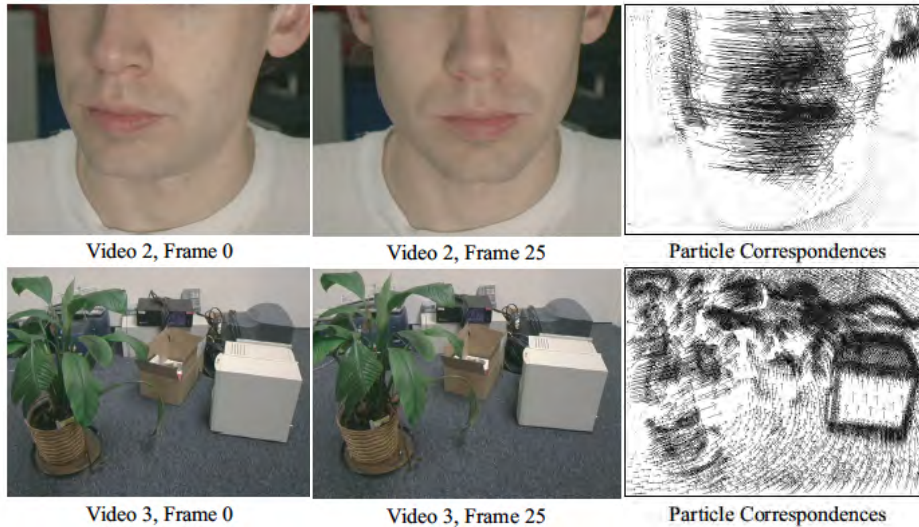 Video 2, Frame 0
Video 2, Frame 25
Particle Correspondences
Video 3, Frame 0
Video 3, Frame 25
Particle Correspondences